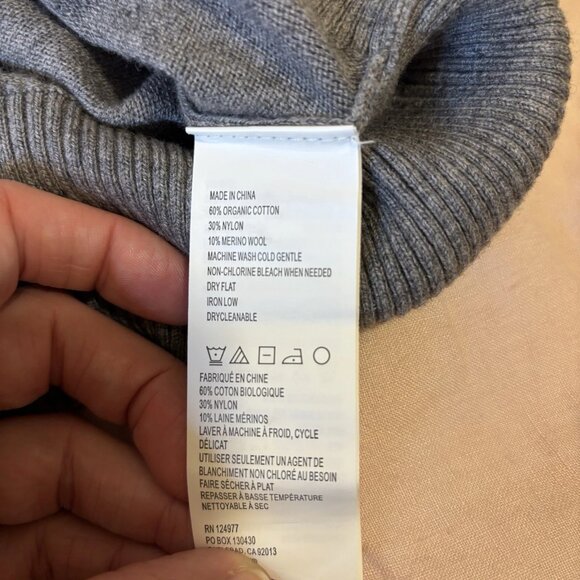 MADE IN CHINA
60% ORGANIC COTTON
30% NYLON
10% MERINO WOOL
MACHINE WASH COLD GENTLE
NON-CHLORINE BLEACH WHEN NEEDED
DRY FLAT
IRON LOW
DRYCLEANABLE
FABRIQUÉ EN CHINE
60% COTON BIOLOGIQUE
30% NYLON
10% LAINE MÉRINOS
LAVER À MACHINE À FROID, CYCLE
DÉLICAT
UTILISER SEULEMENT UN AGENT DE
BLANCHIMENT NON CHLORÉ AU BESOIN
FAIRE SÉCHER À PLAT
REPASSER À BASSE TEMPÉRATURE
NETTOYABLE À SEC
RN 124977
PO BOX 130430
CA 92013